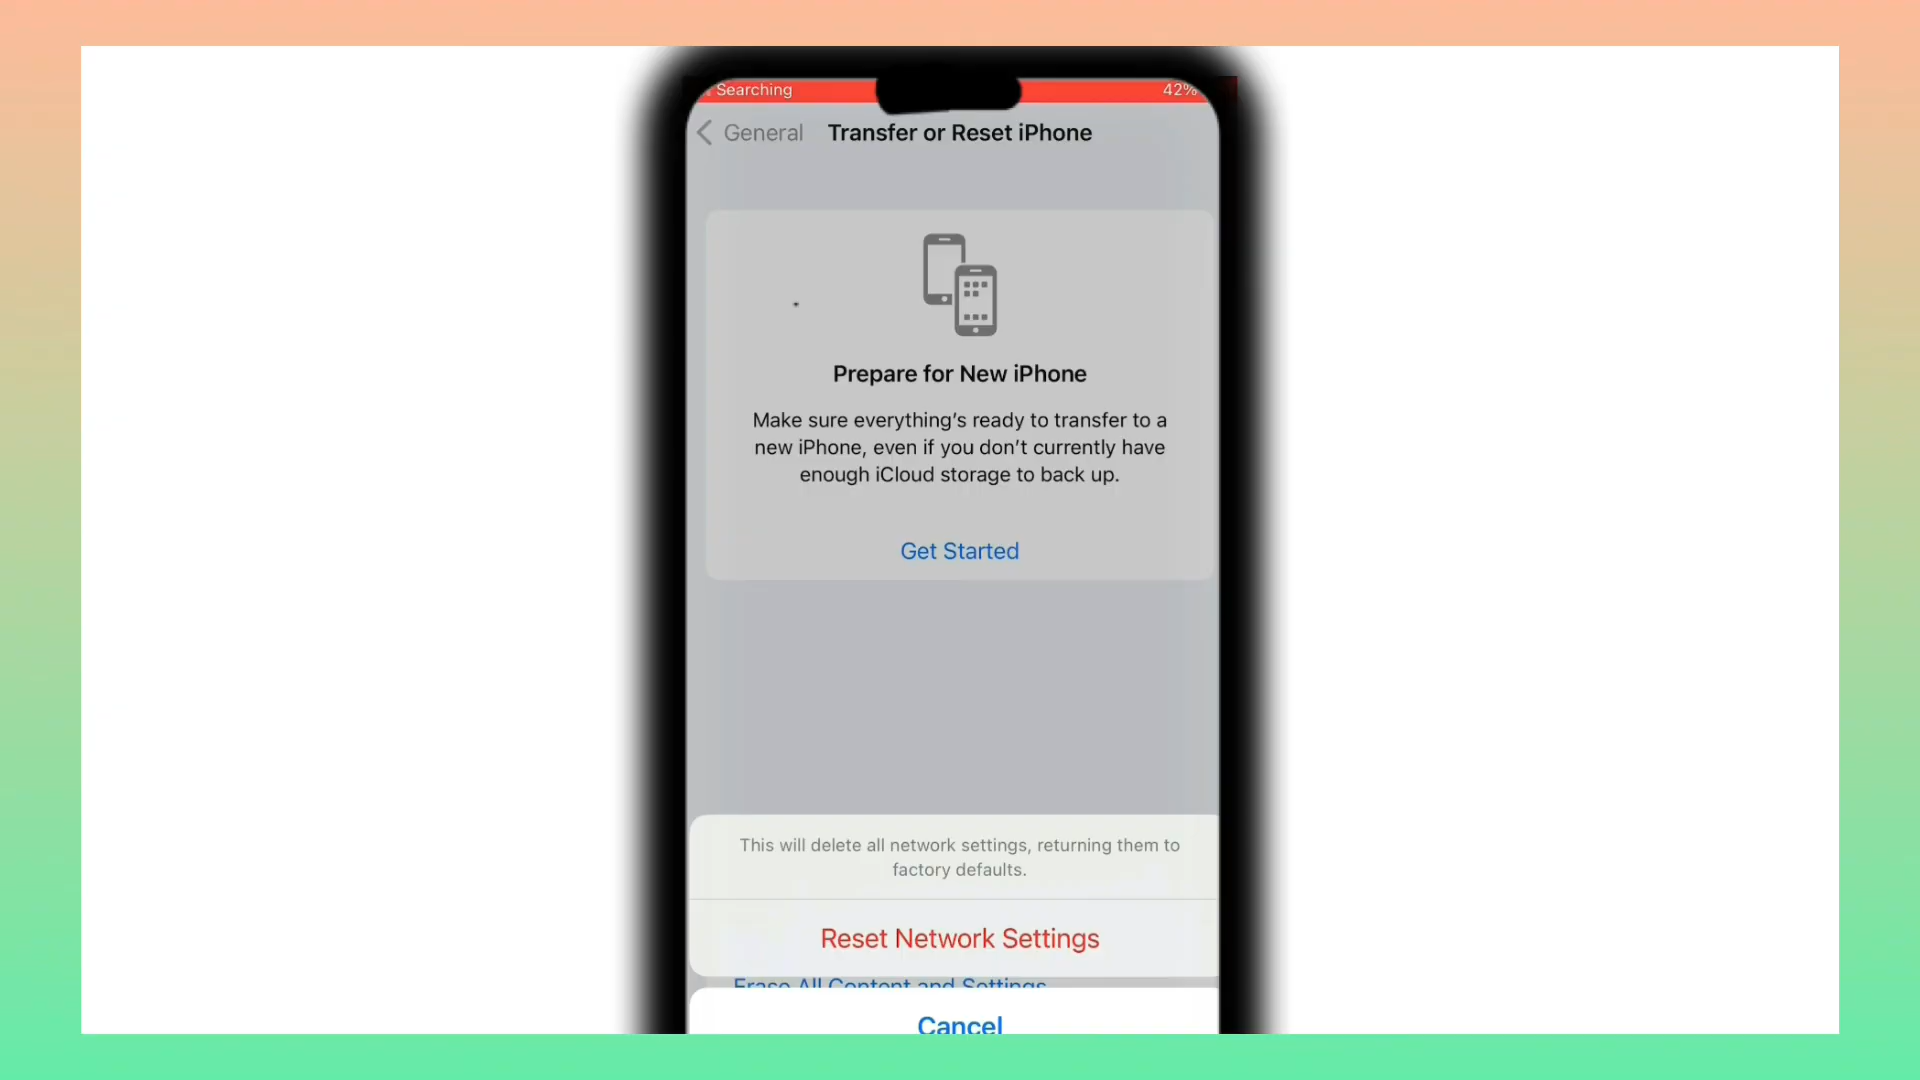 Searching
42%
General
Transfer or Reset iPhone
Prepare for New iPhone
Make sure everything's ready to transfer to a
new iPhone, even if you don't currently have
enough iCloud storage to back up.
Get Started
This will delete all network settings, returning them to
factory defaults.
Reset Network Settings
Erase All Content and Settings
Cancel